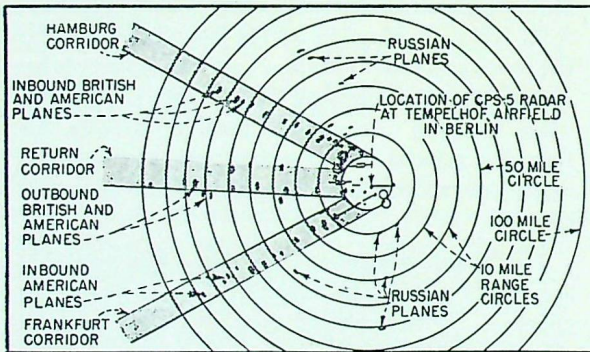 HAMBURG
CORRIDOR
INBOUND BRITISH
AND AMERICAN
PLANES
RETURN
CORRIDOR
OUTBOUND
BRITISH AND
AMERICAN
PLANES
INBOUND
AMERICAN
PLANES
FRANKFURT
CORRIDOR
RUSSIAN
PLANES
LOCATION OF CPS-5 RADAR
AT TEMPELHOF AIRFIELD
IN BERLIN
50 MILE
CIRCLE
100 MILE
CIRCLE
10 MILE
RANGE
CIRCLES
RUSSIAN
PLANES